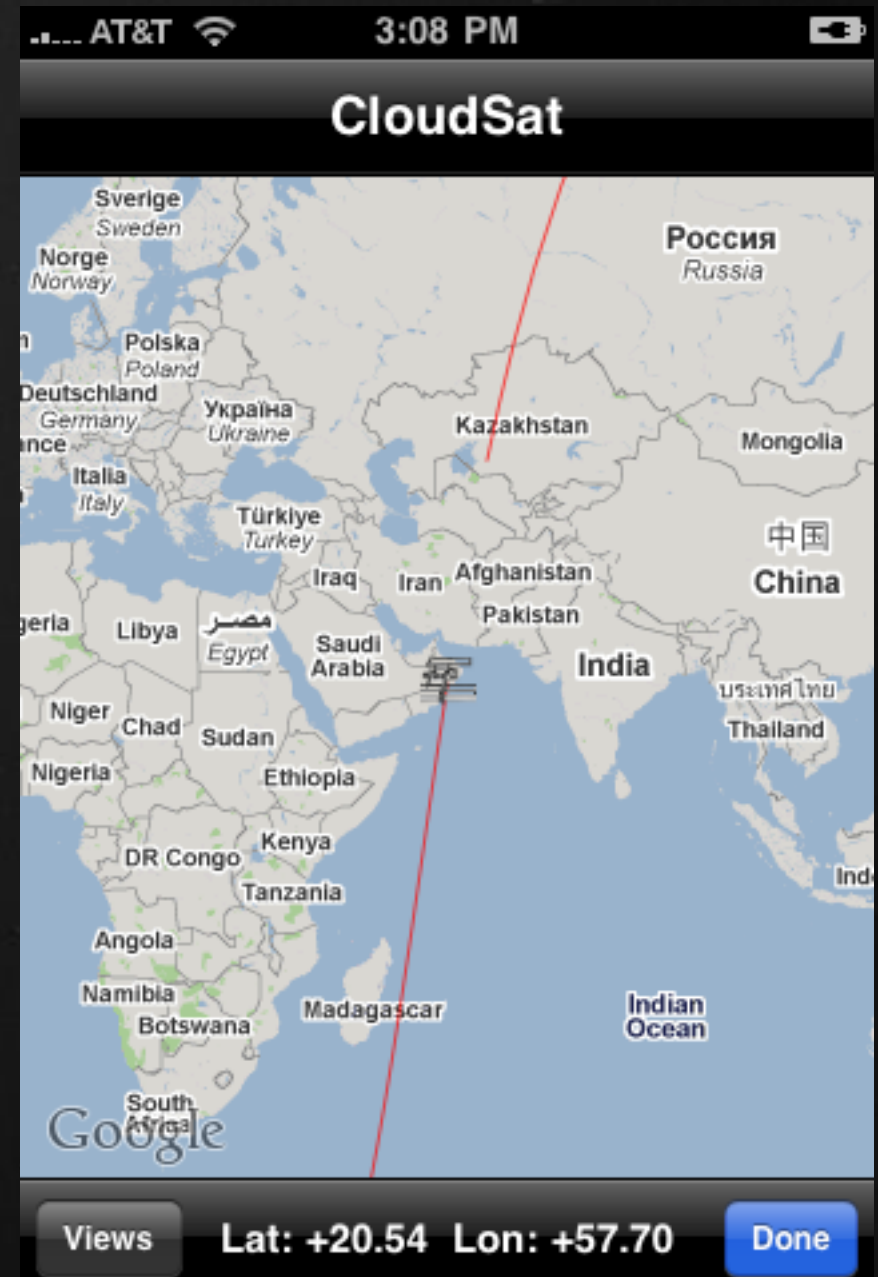 AT&T 3:08 PM
CloudSat
Sverige
Sweden
Norge
Norway
Россия
Russia
Polska
Poland
Deutschland
Germany
Україна
Ukraine
Kazakhstan
Mongolia
Italia
Italy
Türkiye
Turkey
中国
China
Iraq
Iran
Afghanistan
Pakistan
Libya
مصر
Egypt
Saudi
Arabia
India
ประเทศไทย
Thailand
Niger
Chad
Sudan
Nigeria
Ethiopia
DR Congo
Kenya
Tanzania
Angola
Namibia
Botswana
Madagascar
Indian
Ocean
South
Africa
Google
Views
Lat: +20.54 Lon: +57.70
Done